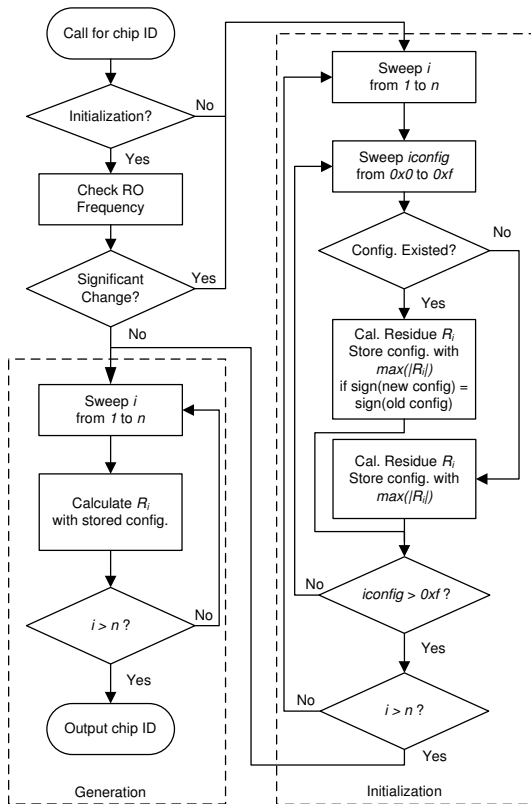 Call for chip ID
Initialization?
No
Yes
Check RO
Frequency
Significant
Change?
Yes
No
Sweep i
from 1 to n
Calculate Ri
with stored config.
i > n ?
No
Yes
Output chip ID
Generation
Sweep i
from 1 to n
Sweep iconfig
from 0x0 to 0xf
Config. Existed?
No
Yes
Cal. Residue Ri
Store config. with
max(|Ri|)
if sign(new config) =
sign(old config)
Cal. Residue Ri
Store config. with
max(|Ri|)
iconfig > 0xf ?
No
Yes
i > n ?
No
Yes
Initialization